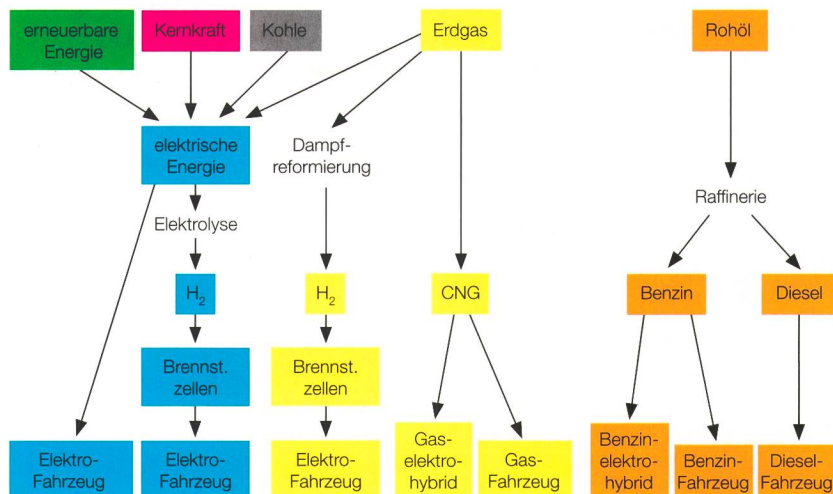 erneuerbare
Energie
Kernkraft
Kohle
Erdgas
Rohöl
elektrische
Energie
Dampf-
reformierung
Raffinerie
Elektrolyse
H₂
H₂
CNG
Benzin
Diesel
Brennst.
zellen
Brennst.
zellen
Elektro-
Fahrzeug
Elektro-
Fahrzeug
Elektro-
Fahrzeug
Gas-
elektro-
hybrid
Gas-
Fahrzeug
Benzin-
elektro-
hybrid
Benzin-
Fahrzeug
Diesel-
Fahrzeug